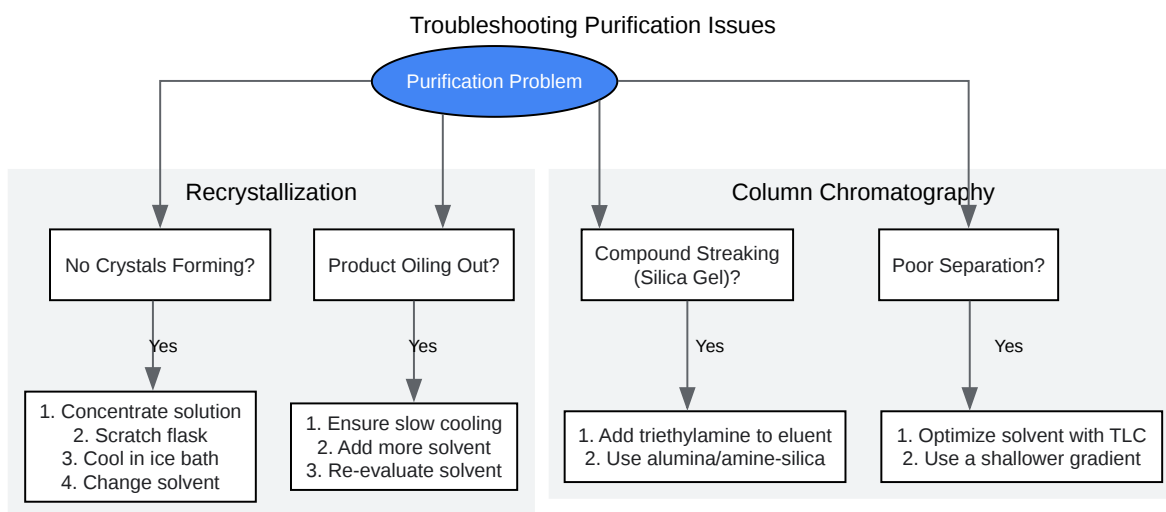 Troubleshooting Purification Issues
Purification Problem
Recrystallization
No Crystals Forming?
Yes
1. Concentrate solution
2. Scratch flask
3. Cool in ice bath
4. Change solvent
Product Oiling Out?
Yes
1. Ensure slow cooling
2. Add more solvent
3. Re-evaluate solvent
Column Chromatography
Compound Streaking
(Silica Gel)?
Yes
1. Add triethylamine to eluent
2. Use alumina/amine-silica
Poor Separation?
Yes
1. Optimize solvent with TLC
2. Use a shallower gradient